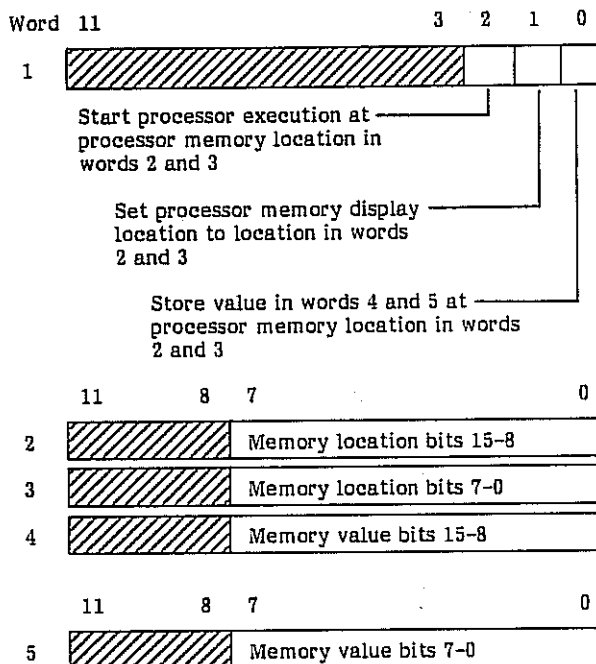 Word 11 3 2 1 0
1
Start processor execution at
processor memory location in
words 2 and 3
Set processor memory display
location to location in words
2 and 3
Store value in words 4 and 5 at
processor memory location in words
2 and 3
11 8 7 0
2 Memory location bits 15-8
3 Memory location bits 7-0
4 Memory value bits 15-8
11 8 7 0
5 Memory value bits 7-0